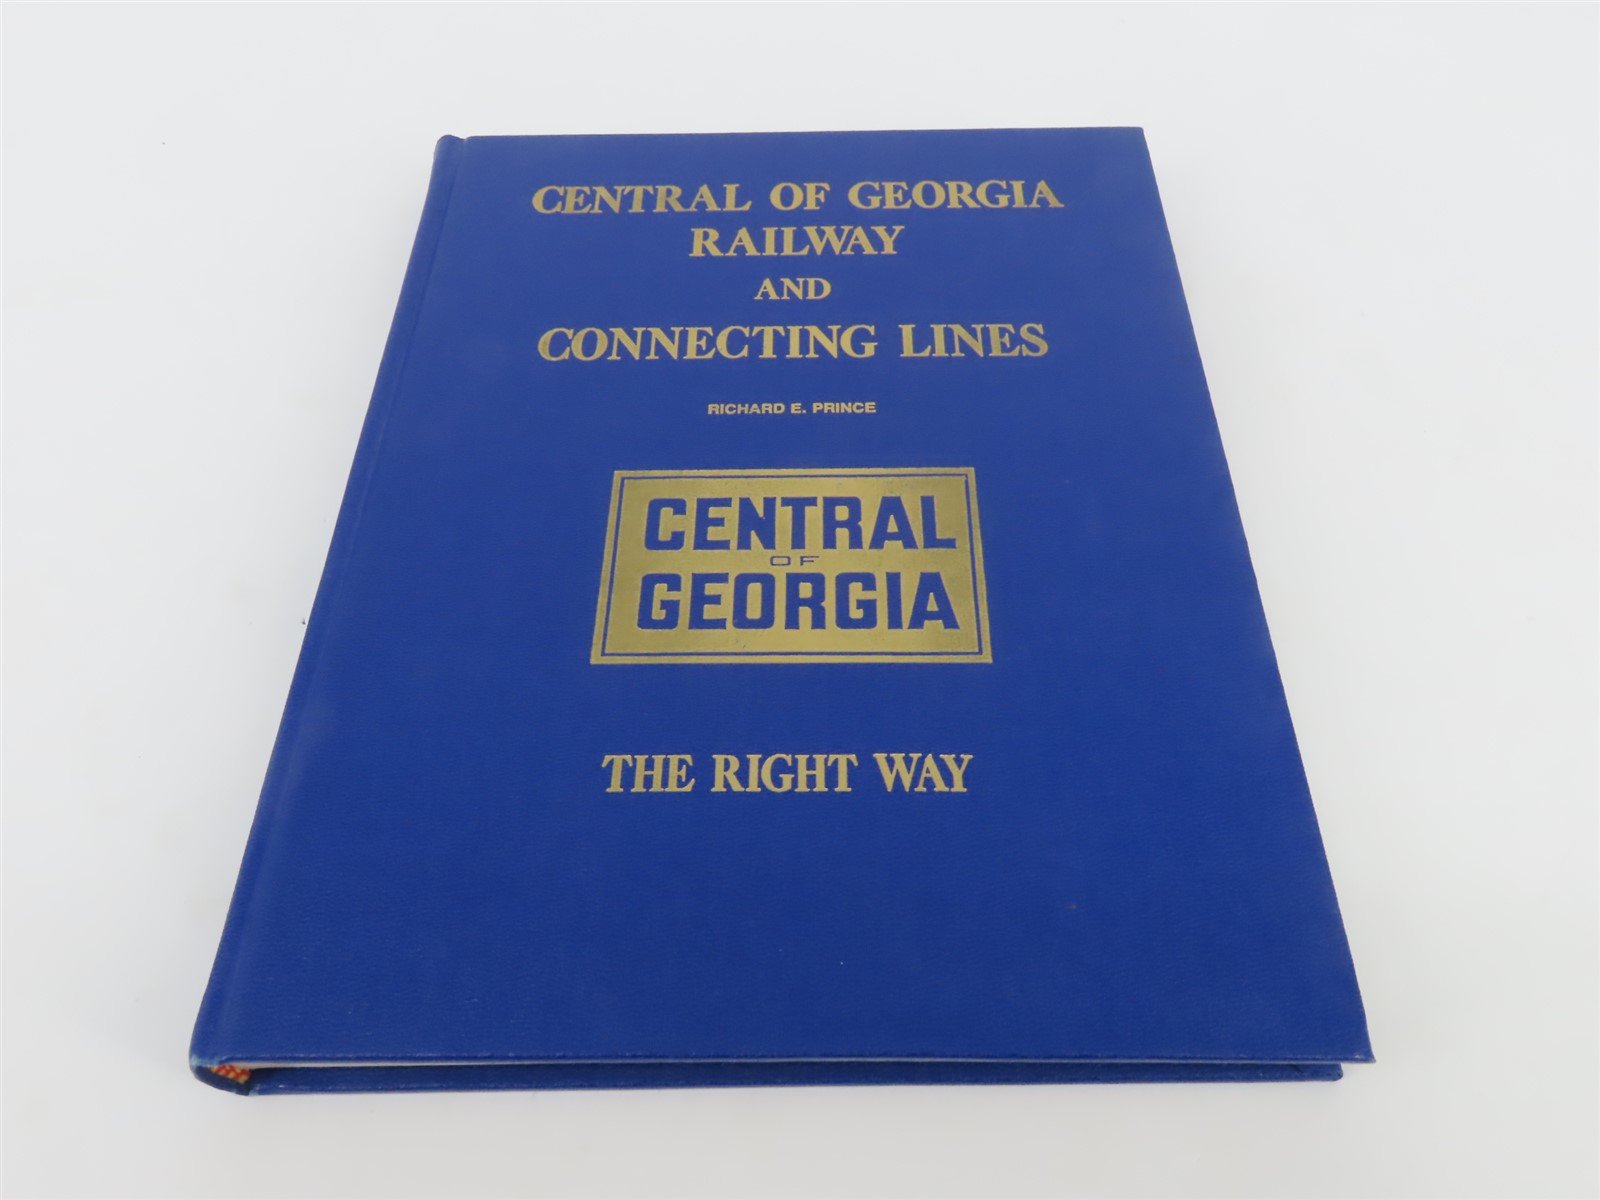 CENTRAL OF GEORGIA
RAILWAY
AND
CONNECTING LINES
RICHARD E. PRINCE
CENTRAL
OF
GEORGIA
THE RIGHT WAY